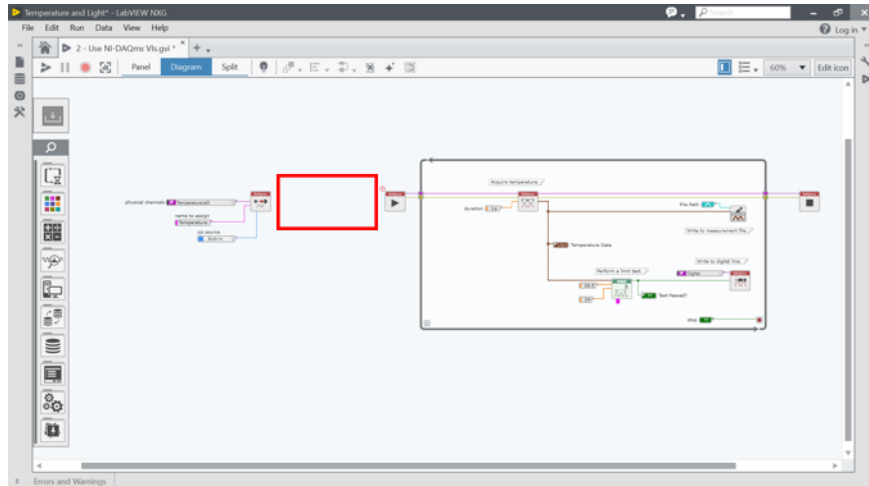 Temperature and Light* - LabVIEW NXG
Search
File Edit Run Data View Help
Log in
2 - Use NI-DAQmx VIs.gvi *
Panel Diagram Split
60% Edit icon
Acquire temperature...
physical channels
duration
File Path
name to assign
Temperature
Write to measurement file...
cjc source
Built-In
Temperature Data
Write to digital line...
Perform a limit test...
Digital
Test Passed?
stop
Errors and Warnings